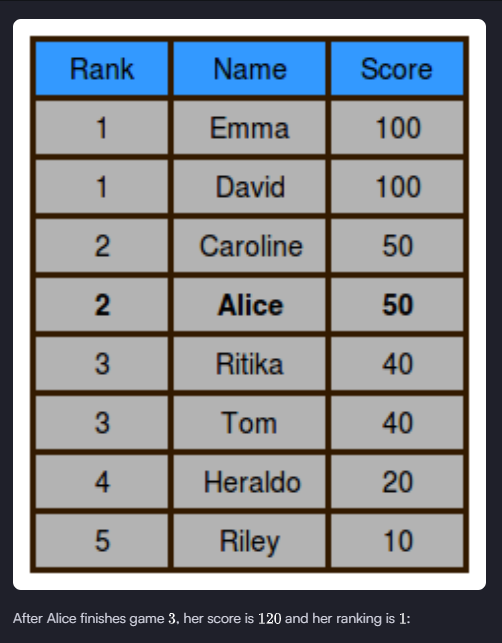 Rank Name Score
1 Emma 100
1 David 100
2 Caroline 50
2 Alice 50
3 Ritika 40
3 Tom 40
4 Heraldo 20
5 Riley 10
After Alice finishes game 3, her score is 120 and her ranking is 1: